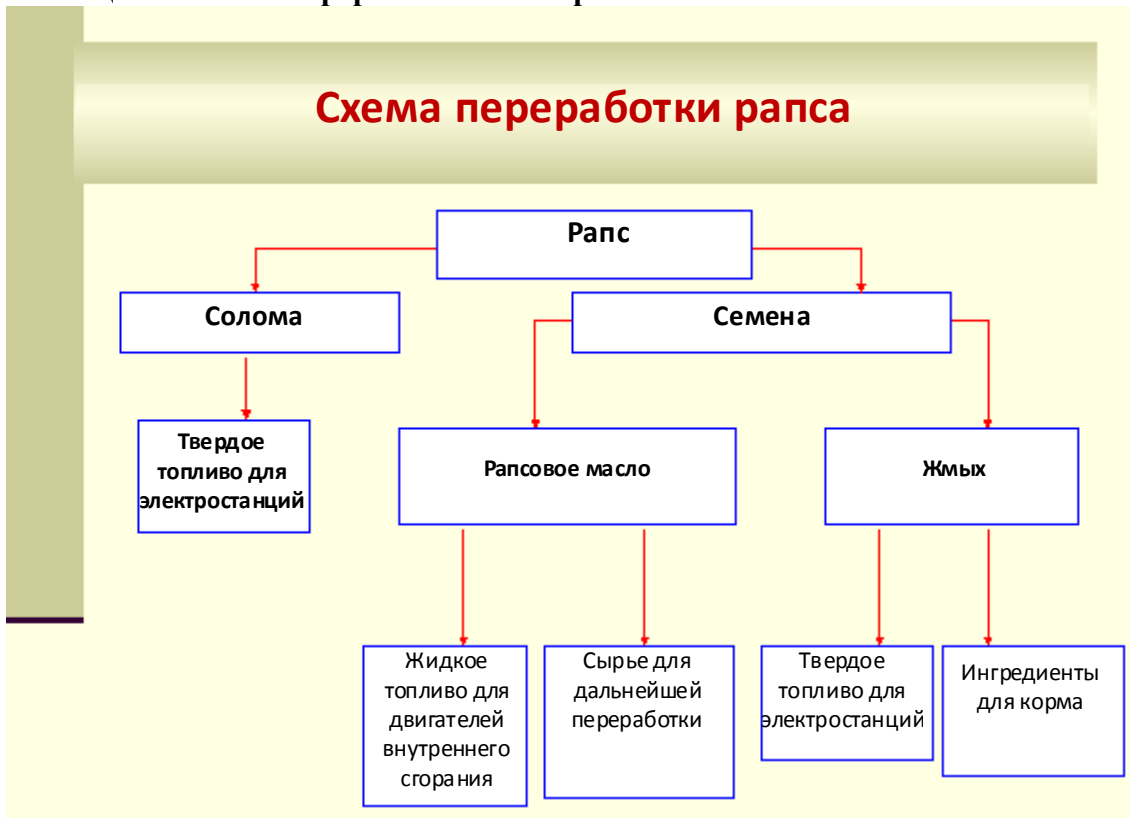 Схема переработки рапса
Рапс
Солома
Семена
Твердое
топливо для
электростанций
Рапсовое масло
Жмых
Жидкое
топливо для
двигателей
внутреннего
сгорания
Сырье для
дальнейшей
переработки
Твердое
топливо для
электростанций
Ингредиенты
для корма